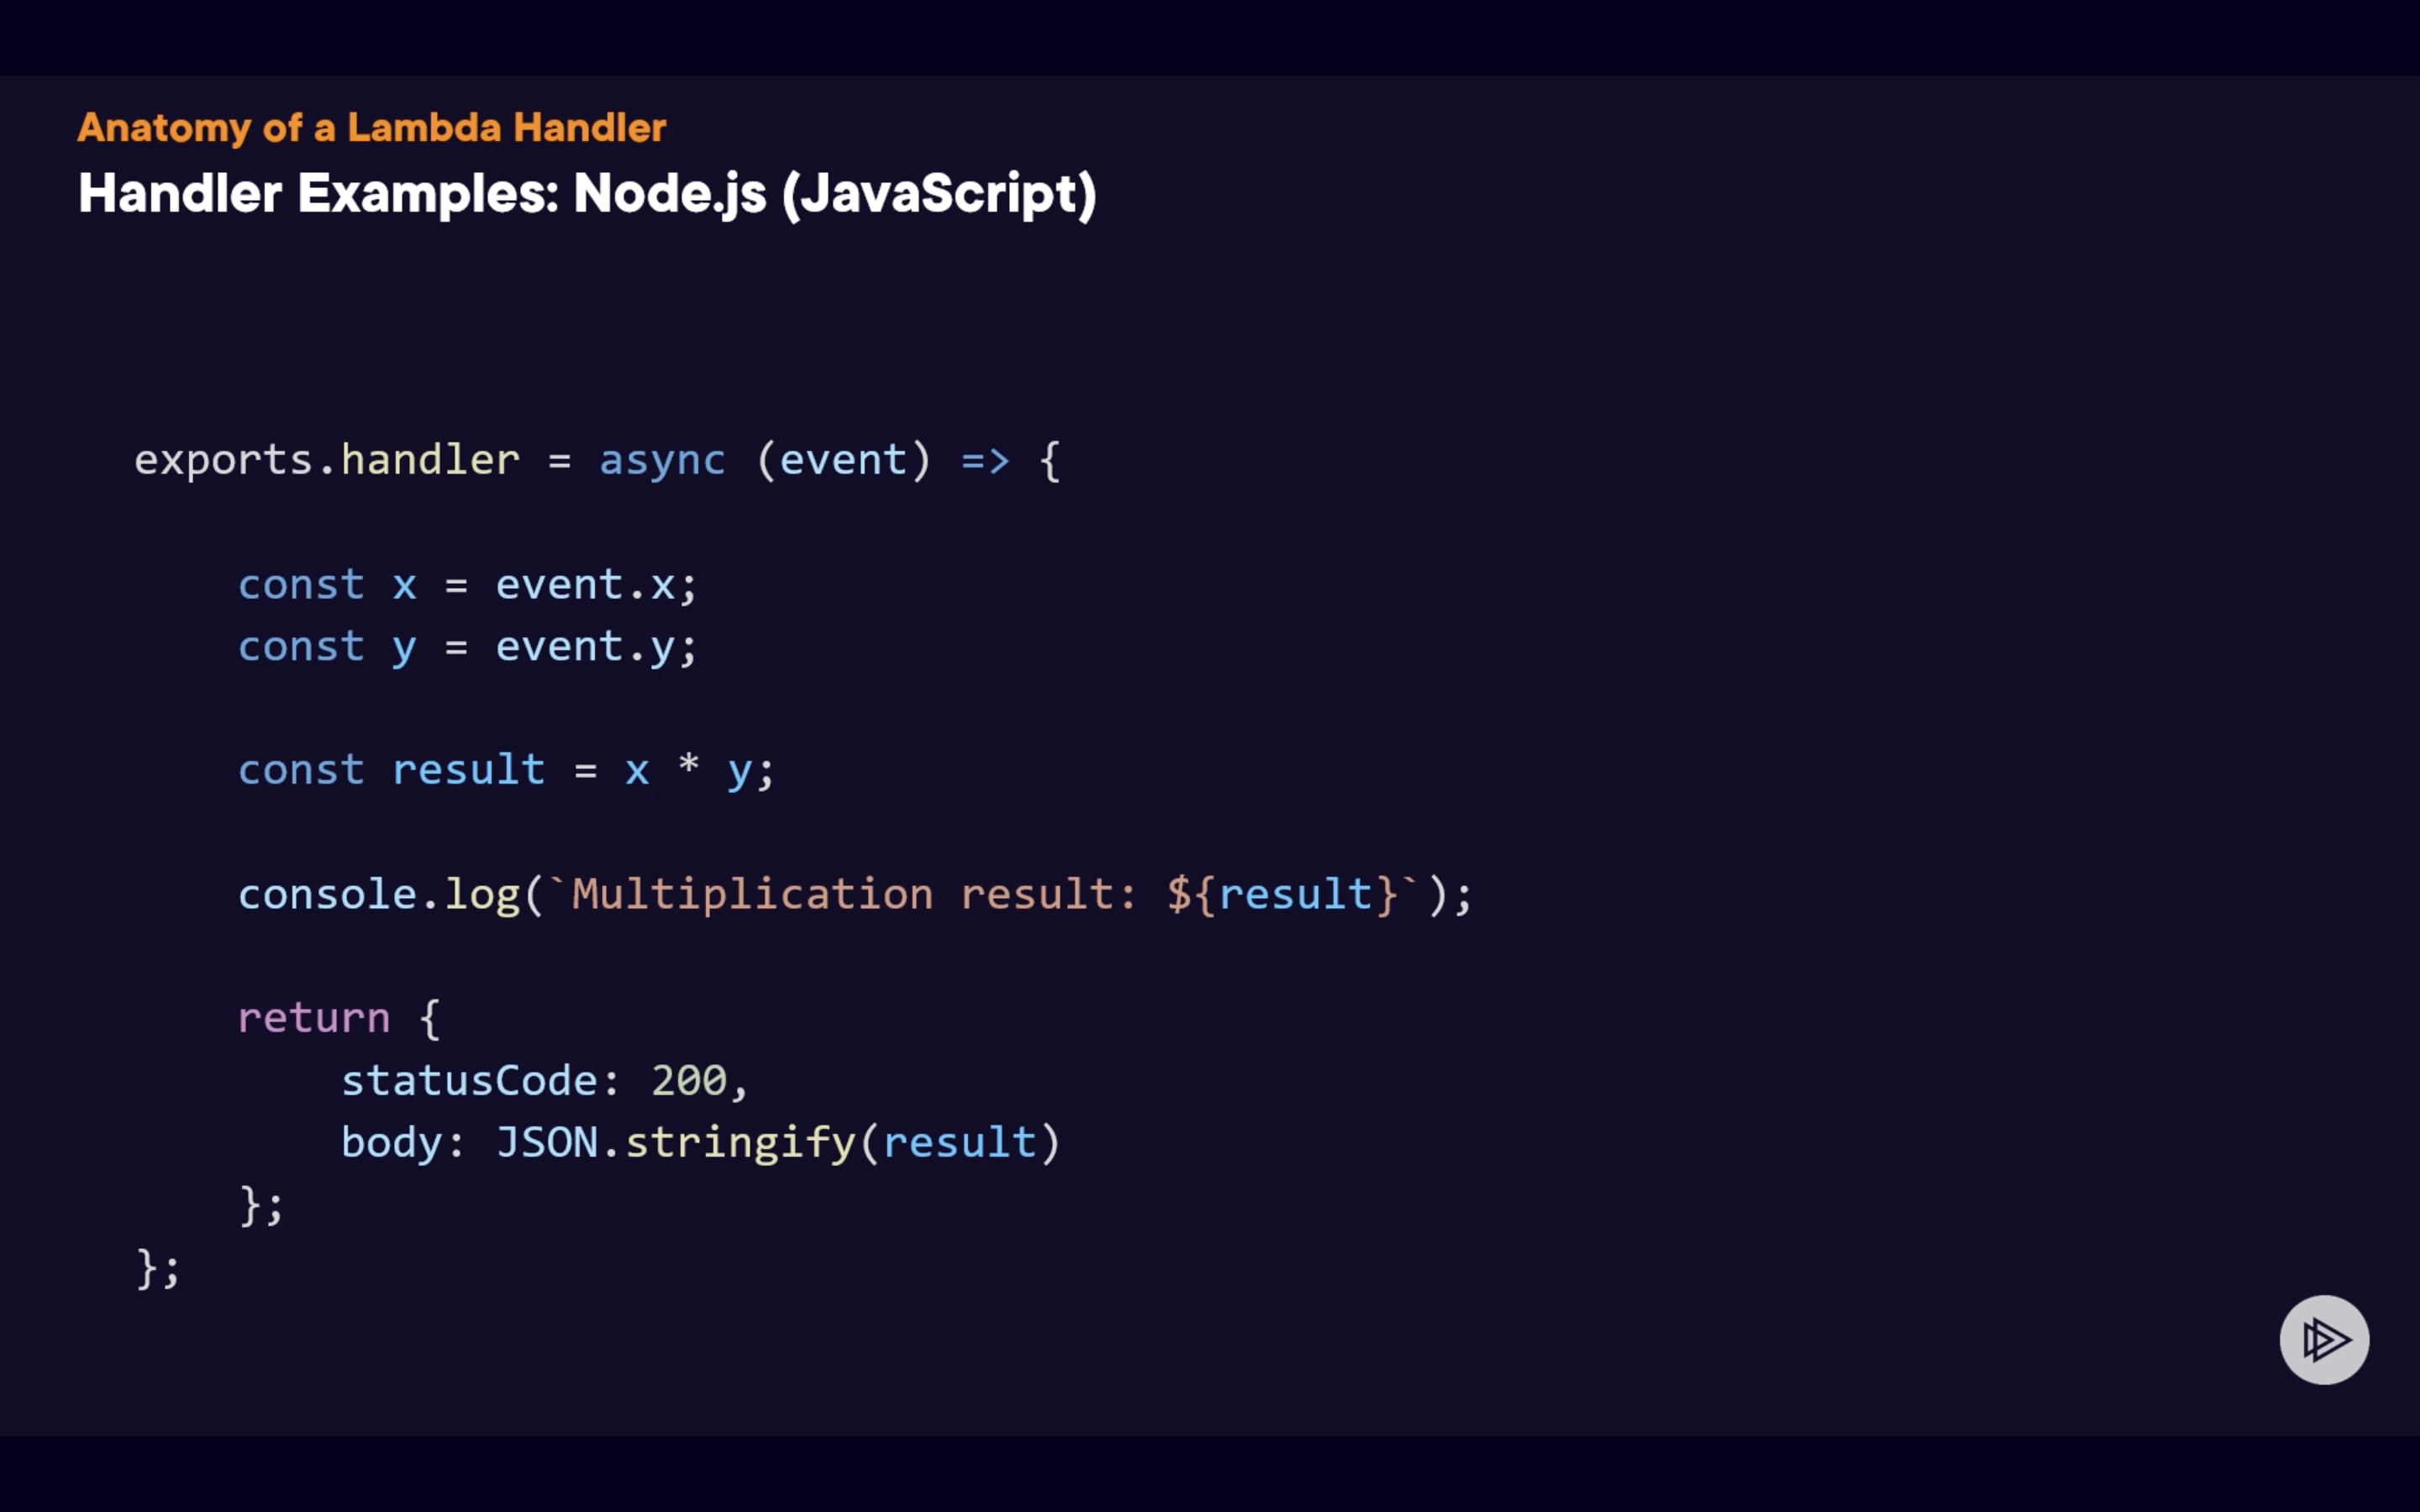 Anatomy of a Lambda Handler
Handler Examples: Node.js (JavaScript)
exports.handler = async (event) => {
    const x = event.x;
    const y = event.y;
    const result = x * y;
    console.log(`Multiplication result: ${result}`);
    return {
        statusCode: 200,
        body: JSON.stringify(result)
    };
};